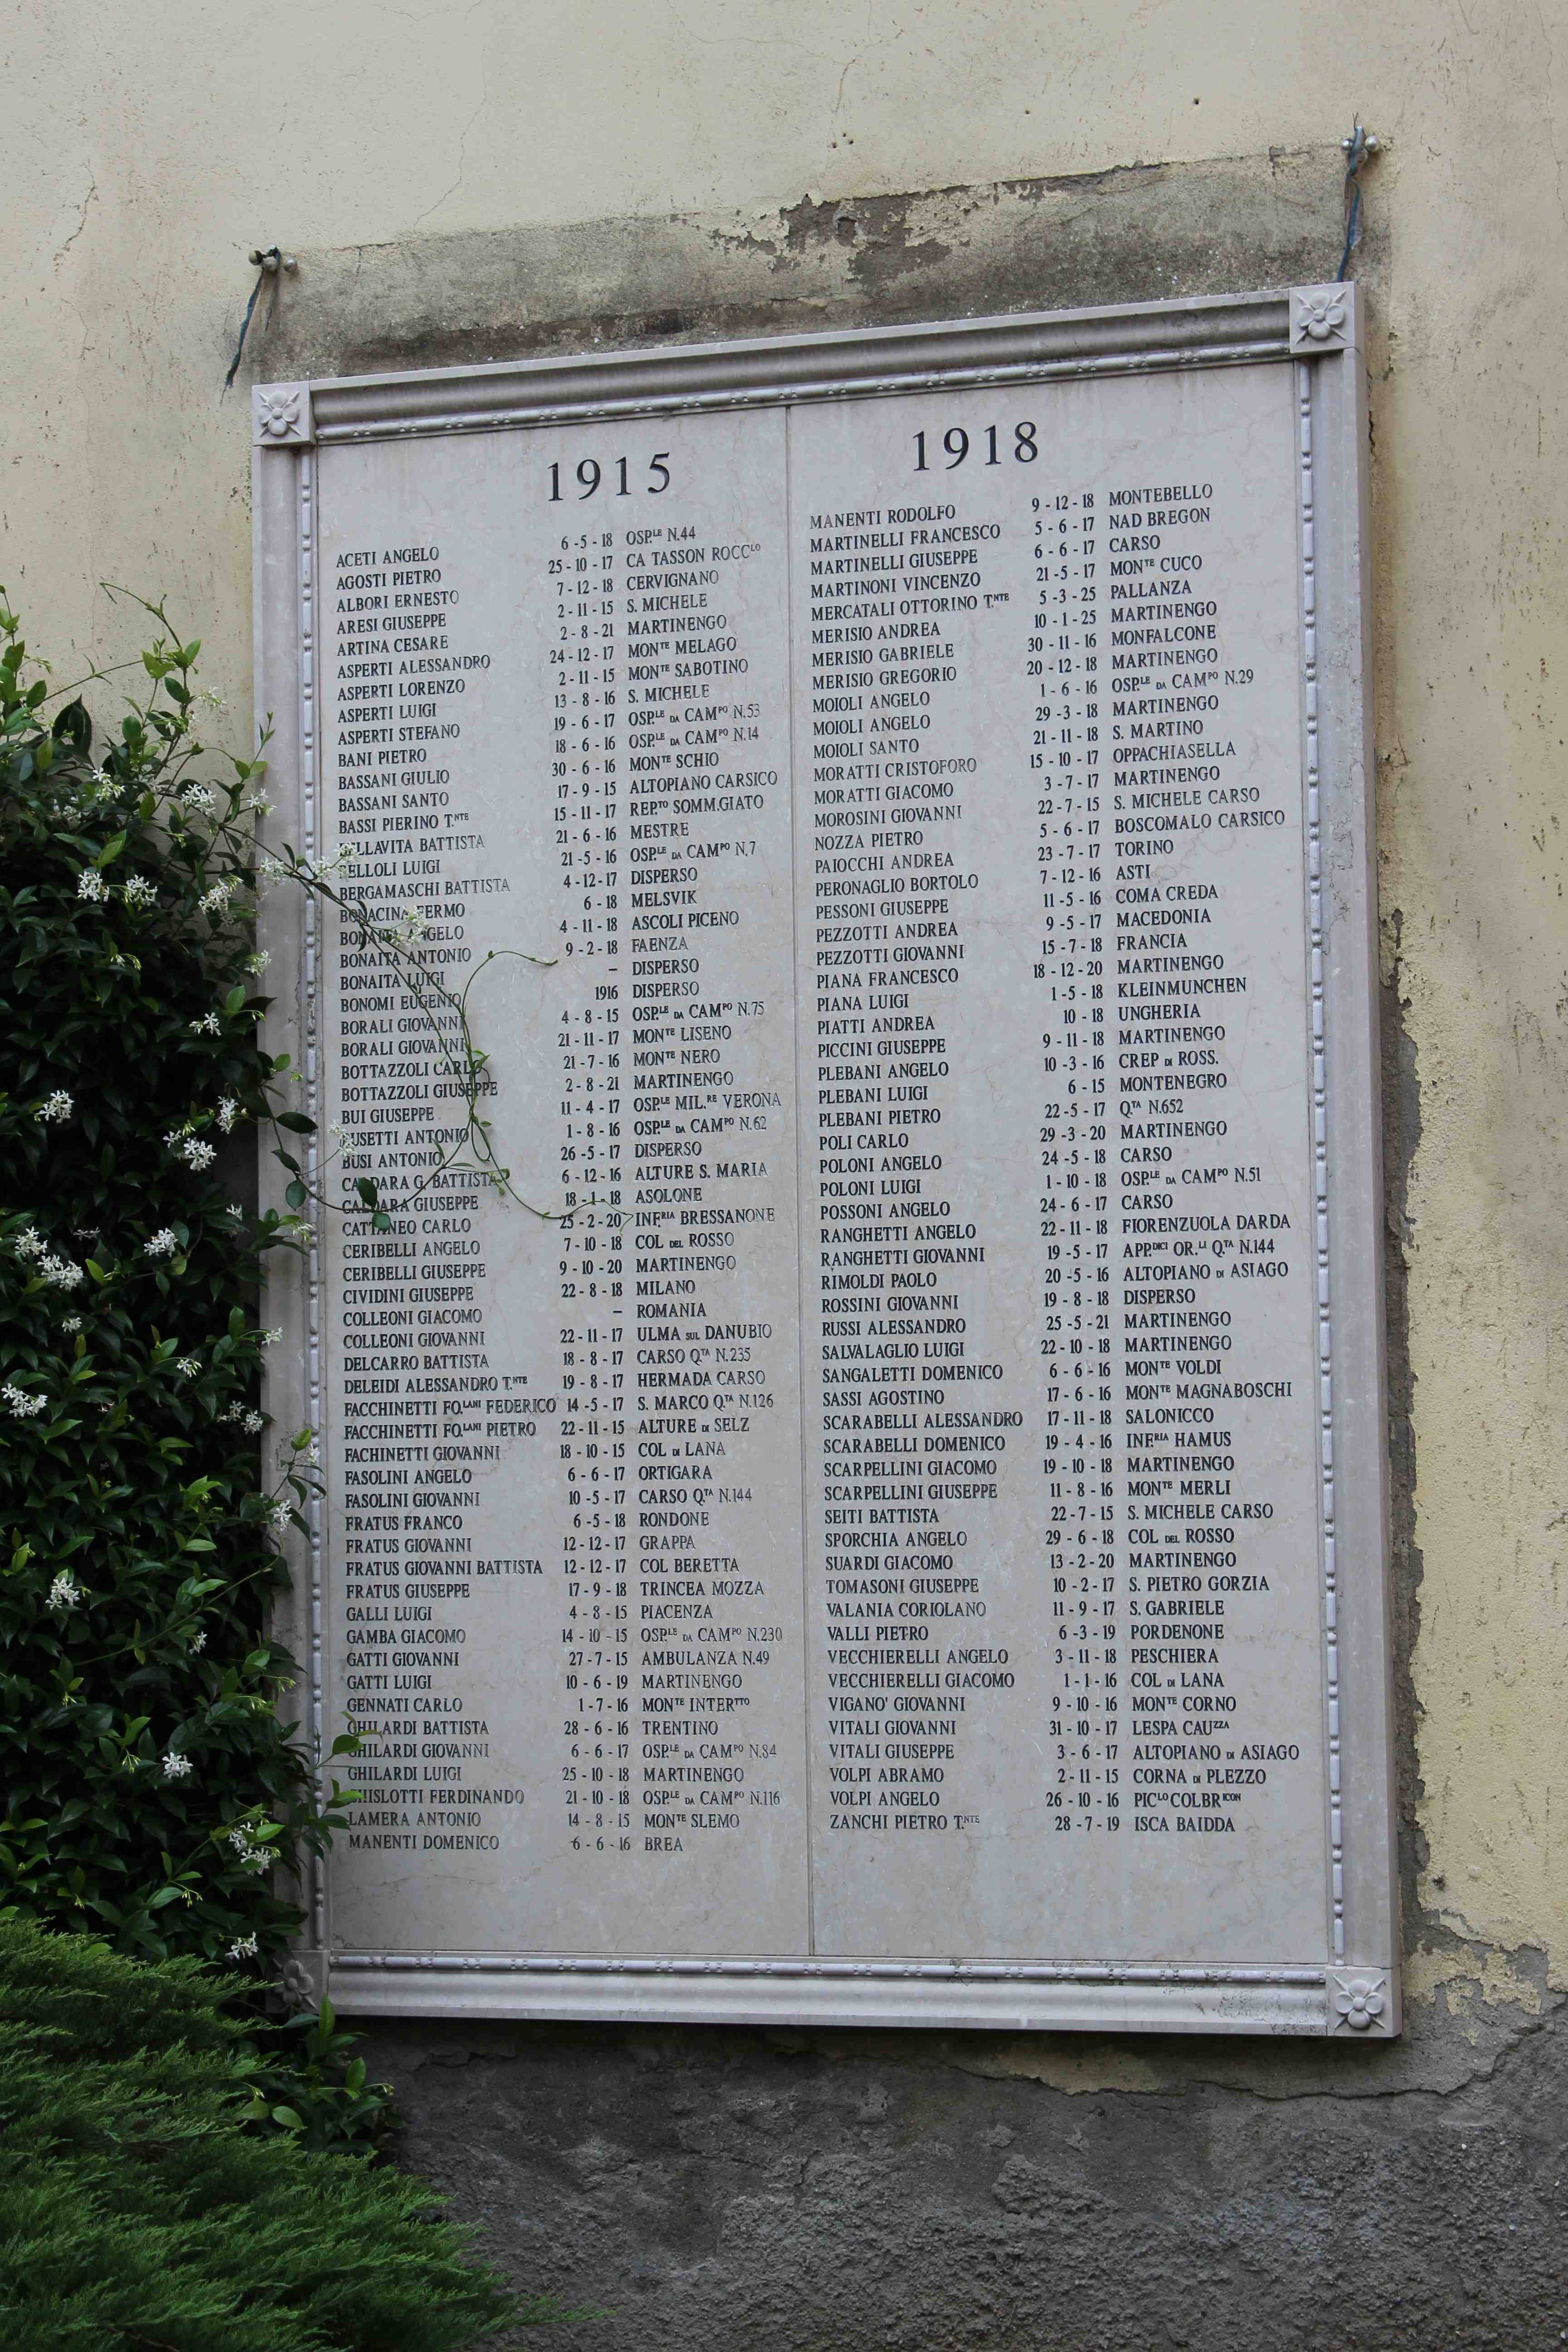 1915
ACETI ANGELO 6-5-18 OSP.LE N.44
AGOSTI PIETRO 25-10-17 CA TASSON ROCC.LO
ALBORI ERNESTO 7-12-18 CERVIGNANO
ARESI GIUSEPPE 2-11-15 S. MICHELE
ARTINA CESARE 2-8-21 MARTINENGO
ASPERTI ALESSANDRO 24-12-17 MONTE MELAGO
ASPERTI LORENZO 2-11-15 MONTE SABOTINO
ASPERTI LUIGI 13-8-16 S. MICHELE
ASPERTI STEFANO 19-6-17 OSP.LE DA CAMPO N.53
BANI PIETRO 18-6-16 OSP.LE DA CAMPO N.14
BASSANI GIULIO 30-6-16 MONTE SCHIO
BASSANI SANTO 17-9-15 ALTOPIANO CARSICO
BASSI PIERINO T.NTE 15-11-17 REP.TO SOMM.GIATO
BELLAVITA BATTISTA 21-6-16 MESTRE
BELLOLI LUIGI 21-5-16 OSP.LE DA CAMPO N.7
BERGAMASCHI BATTISTA 4-12-17 DISPERSO
BONACINA FERMO 6-18 MELSVIK
BONAITA ANGELO 4-11-18 ASCOLI PICENO
BONAITA ANTONIO 9-2-18 FAENZA
BONAITA LUIGI – DISPERSO
BONOMI EUGENIO 1916 DISPERSO
BORALI GIOVANNI 4-8-15 OSP.LE DA CAMPO N.75
BORALI GIOVANNI 21-11-17 MONTE LISENO
BOTTAZZOLI CARLO 21-7-16 MONTE NERO
BOTTAZZOLI GIUSEPPE 2-8-21 MARTINENGO
BUI GIUSEPPE 11-4-17 OSP.LE MIL.RE VERONA
BUSETTI ANTONIO 1-8-16 OSP.LE DA CAMPO N.62
BUSI ANTONIO 26-5-17 DISPERSO
CALDARA G. BATTISTA 6-12-16 ALTURE S. MARIA
CALDARA GIUSEPPE 18-1-18 ASOLONE
CATTANEO CARLO 25-2-20 INF.RIA BRESSANONE
CERIBELLI ANGELO 7-10-18 COL DEL ROSSO
CERIBELLI GIUSEPPE 9-10-20 MARTINENGO
CIVIDINI GIUSEPPE 22-8-18 MILANO
COLLEONI GIACOMO – ROMANIA
COLLEONI GIOVANNI 22-11-17 ULMA SUL DANUBIO
DELCARRO BATTISTA 18-8-17 CARSO Q.TA N.235
DELEIDI ALESSANDRO T.NTE 19-8-17 HERMADA CARSO
FACCHINETTI FO.LANI FEDERICO 14-5-17 S. MARCO Q.TA N.126
FACCHINETTI FO.LANI PIETRO 22-11-15 ALTURE DI SELZ
FACHINETTI GIOVANNI 18-10-15 COL DI LANA
FASOLINI ANGELO 6-6-17 ORTIGARA
FASOLINI GIOVANNI 10-5-17 CARSO Q.TA N.144
FRATUS FRANCO 6-5-18 RONDONE
FRATUS GIOVANNI 12-12-17 GRAPPA
FRATUS GIOVANNI BATTISTA 12-12-17 COL BERETTA
FRATUS GIUSEPPE 17-9-18 TRINCEA MOZZA
GALLI LUIGI 4-8-15 PIACENZA
GAMBA GIACOMO 14-10-15 OSP.LE DA CAMPO N.230
GATTI GIOVANNI 27-7-15 AMBULANZA N.49
GATTI LUIGI 10-6-19 MARTINENGO
GENNATI CARLO 1-7-16 MONTE INTERTTO
GHILARDI BATTISTA 28-6-16 TRENTINO
GHILARDI GIOVANNI 6-6-17 OSP.LE DA CAMPO N.84
GHILARDI LUIGI 25-10-18 MARTINENGO
GHISLOTTI FERDINANDO 21-10-18 OSP.LE DA CAMPO N.116
LAMERA ANTONIO 14-8-15 MONTE SLEMO
MANENTI DOMENICO 6-6-16 BREA
1918
MANENTI RODOLFO 9-12-18 MONTEBELLO
MARTINELLI FRANCESCO 5-6-17 NAD BREGON
MARTINELLI GIUSEPPE 6-6-17 CARSO
MARTINONI VINCENZO 21-5-17 MONTE CUCO
MERCATALI OTTORINO T.NTE 5-3-25 PALLANZA
MERISIO ANDREA 10-1-25 MARTINENGO
MERISIO GABRIELE 30-11-16 MONFALCONE
MERISIO GREGORIO 20-12-18 MARTINENGO
MOIOLI ANGELO 1-6-16 OSP.LE DA CAMPO N.29
MOIOLI ANGELO 29-3-18 MARTINENGO
MOIOLI SANTO 21-11-18 S. MARTINO
MORATTI CRISTOFORO 15-10-17 OPPACHIASELLA
MORATTI GIACOMO 3-7-17 MARTINENGO
MOROSINI GIOVANNI 22-7-15 S. MICHELE CARSO
NOZZA PIETRO 5-6-17 BOSCOMALO CARSICO
PAIOCCHI ANDREA 23-7-17 TORINO
PERONAGLIO BORTOLO 7-12-16 ASTI
PESSONI GIUSEPPE 11-5-16 COMA CREDA
PEZZOTTI ANDREA 9-5-17 MACEDONIA
PEZZOTTI GIOVANNI 15-7-18 FRANCIA
PIANA FRANCESCO 18-12-20 MARTINENGO
PIANA LUIGI 1-5-18 KLEINMUNCHEN
PIATTI ANDREA 10-18 UNGHERIA
PICCINI GIUSEPPE 9-11-18 MARTINENGO
PLEBANI ANGELO 10-3-16 CREP DI ROSS.
PLEBANI LUIGI 6-15 MONTENEGRO
PLEBANI PIETRO 22-5-17 Q.TA N.652
POLI CARLO 29-3-20 MARTINENGO
POLONI ANGELO 24-5-18 CARSO
POLONI LUIGI 1-10-18 OSP.LE DA CAMPO N.51
POSSONI ANGELO 24-6-17 CARSO
RANGHETTI ANGELO 22-11-18 FIORENZUOLA DARDA
RANGHETTI GIOVANNI 19-5-17 APP.DICI OR.LI Q.TA N.144
RIMOLDI PAOLO 20-5-16 ALTOPIANO DI ASIAGO
ROSSINI GIOVANNI 19-8-18 DISPERSO
RUSSI ALESSANDRO 25-5-21 MARTINENGO
SALVALAGLIO LUIGI 22-10-18 MARTINENGO
SANGALETTI DOMENICO 6-6-16 MONTE VOLDI
SASSI AGOSTINO 17-6-16 MONTE MAGNABOSCHI
SCARABELLI ALESSANDRO 17-11-18 SALONICCO
SCARABELLI DOMENICO 19-4-16 INF.RIA HAMUS
SCARPELLINI GIACOMO 19-10-18 MARTINENGO
SCARPELLINI GIUSEPPE 11-8-16 MONTE MERLI
SEITI BATTISTA 22-7-15 S. MICHELE CARSO
SPORCHIA ANGELO 29-6-18 COL DEL ROSSO
SUARDI GIACOMO 13-2-20 MARTINENGO
TOMASONI GIUSEPPE 10-2-17 S. PIETRO GORZIA
VALANIA CORIOLANO 11-9-17 S. GABRIELE
VALLI PIETRO 6-3-19 PORDENONE
VECCHIERELLI ANGELO 3-11-18 PESCHIERA
VECCHIERELLI GIACOMO 1-1-16 COL DI LANA
VIGANO' GIOVANNI 9-10-16 MONTE CORNO
VITALI GIOVANNI 31-10-17 LESPA CAUZZA
VITALI GIUSEPPE 3-6-17 ALTOPIANO DI ASIAGO
VOLPI ABRAMO 2-11-15 CORNA DI PLEZZO
VOLPI ANGELO 26-10-16 PIC.LO COLBRICON
ZANCHI PIETRO T.NTE 28-7-19 ISCA BAIDDA